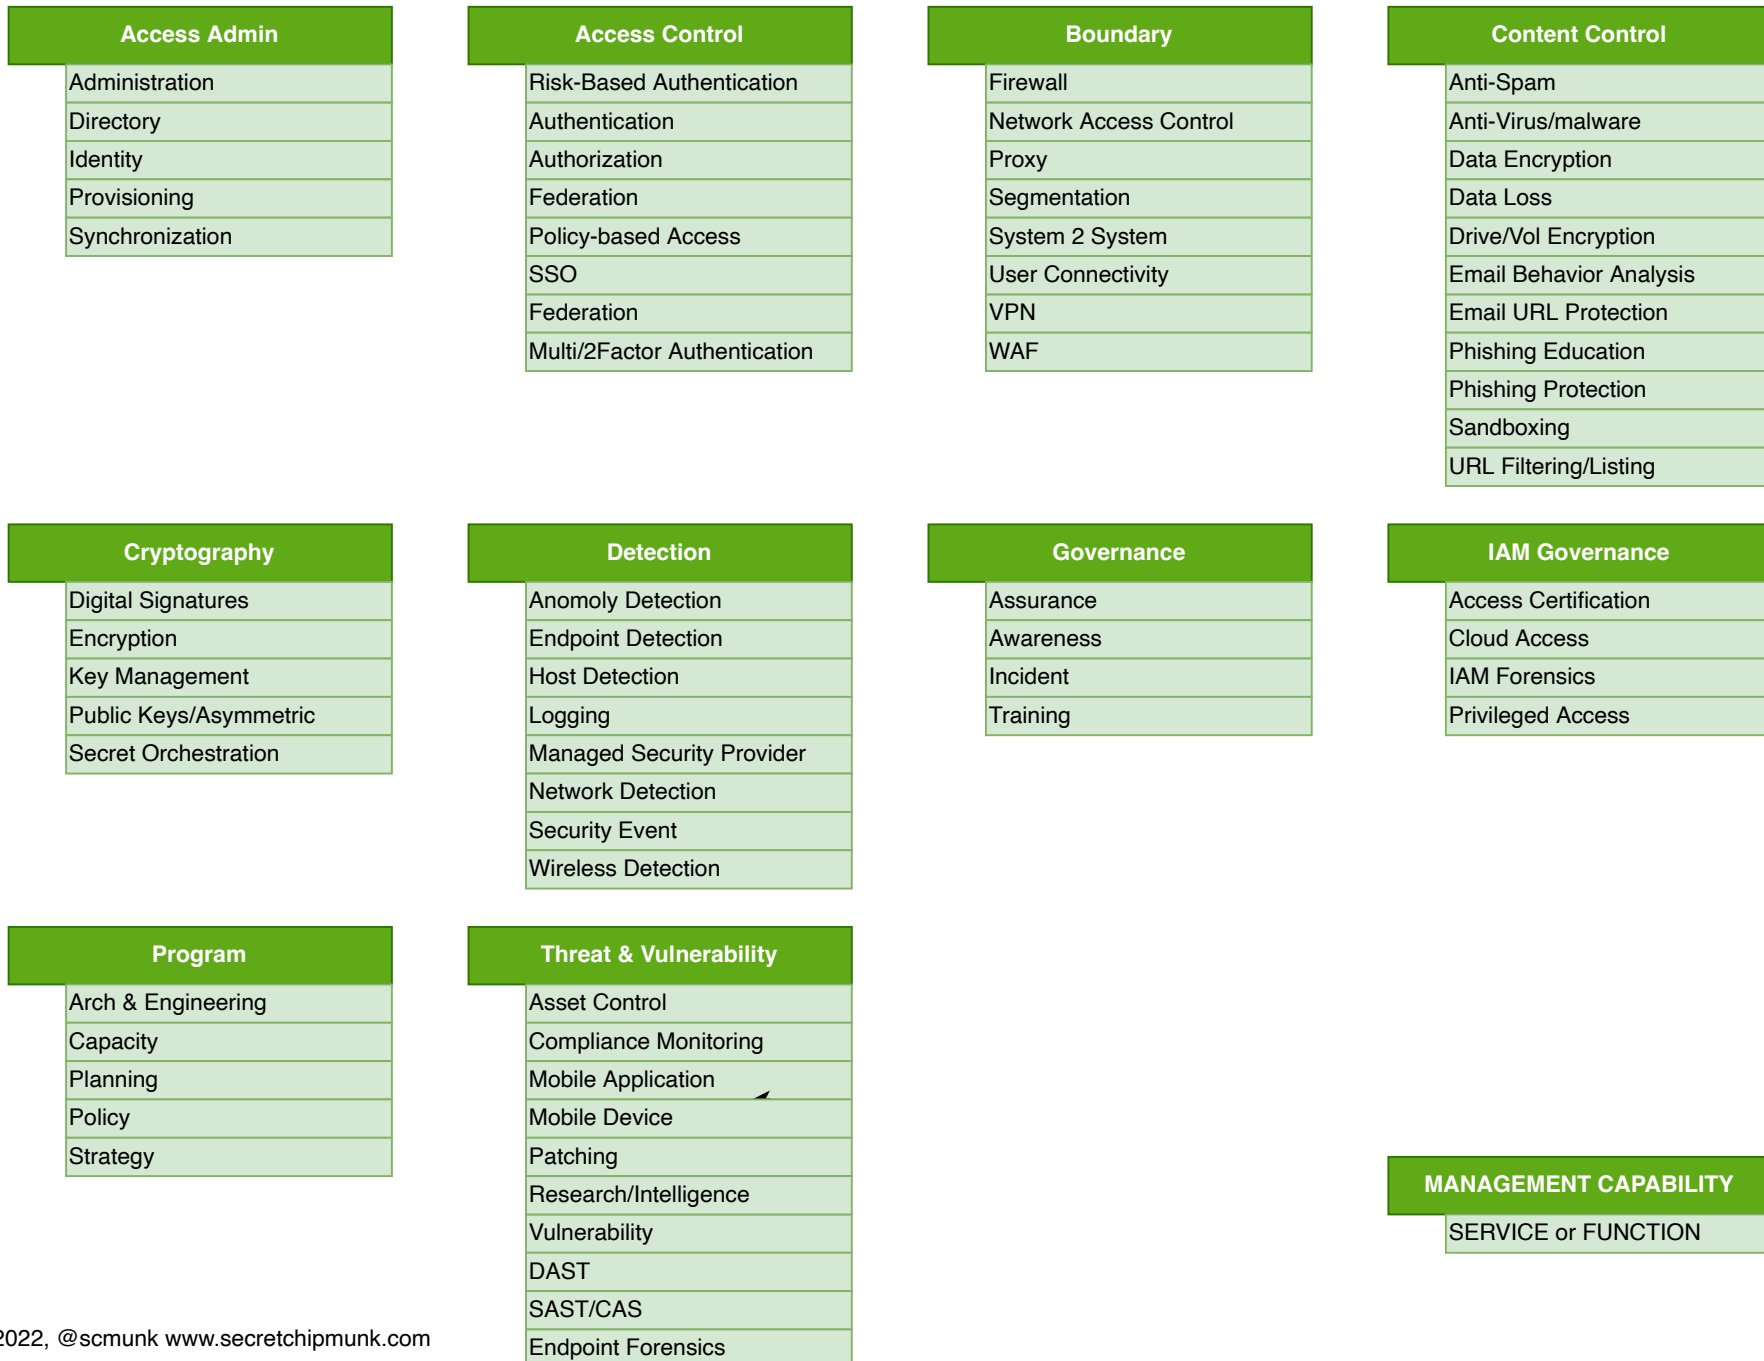 Access Admin
Administration
Directory
Identity
Provisioning
Synchronization
Access Control
Risk-Based Authentication
Authentication
Authorization
Federation
Policy-based Access
SSO
Federation
Multi/2Factor Authentication
Boundary
Firewall
Network Access Control
Proxy
Segmentation
System 2 System
User Connectivity
VPN
WAF
Content Control
Anti-Spam
Anti-Virus/malware
Data Encryption
Data Loss
Drive/Vol Encryption
Email Behavior Analysis
Email URL Protection
Phishing Education
Phishing Protection
Sandboxing
URL Filtering/Listing
Cryptography
Digital Signatures
Encryption
Key Management
Public Keys/Asymmetric
Secret Orchestration
Detection
Anomoly Detection
Endpoint Detection
Host Detection
Logging
Managed Security Provider
Network Detection
Security Event
Wireless Detection
Governance
Assurance
Awareness
Incident
Training
IAM Governance
Access Certification
Cloud Access
IAM Forensics
Privileged Access
Program
Arch & Engineering
Capacity
Planning
Policy
Strategy
Threat & Vulnerability
Asset Control
Compliance Monitoring
Mobile Application
Mobile Device
Patching
Research/Intelligence
Vulnerability
DAST
SAST/CAS
Endpoint Forensics
MANAGEMENT CAPABILITY
SERVICE or FUNCTION
2022, @scmunk www.secretchipmunk.com